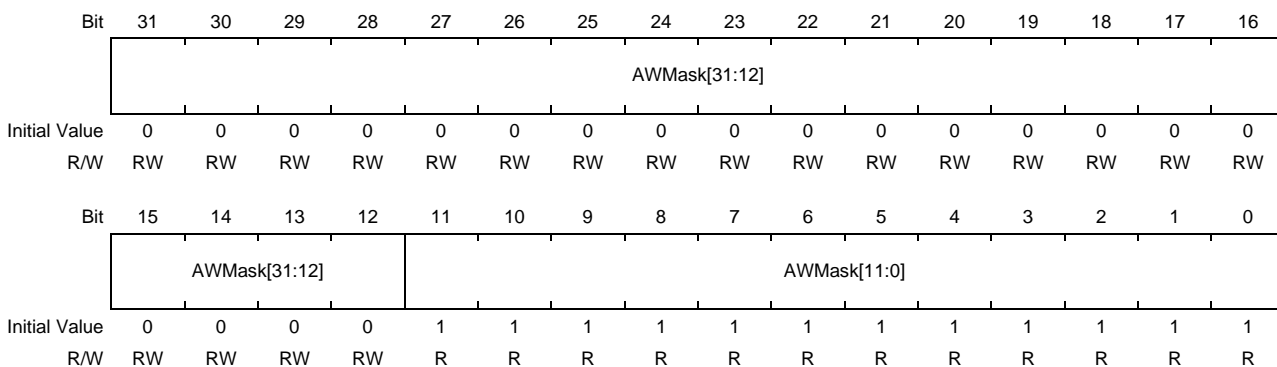 Bit 31 30 29 28 27 26 25 24 23 22 21 20 19 18 17 16
AWMask[31:12]
Initial Value 0 0 0 0 0 0 0 0 0 0 0 0 0 0 0 0
R/W RW RW RW RW RW RW RW RW RW RW RW RW RW RW RW RW
Bit 15 14 13 12 11 10 9 8 7 6 5 4 3 2 1 0
AWMask[31:12] AWMask[11:0]
Initial Value 0 0 0 0 1 1 1 1 1 1 1 1 1 1 1 1
R/W RW RW RW RW R R R R R R R R R R R R